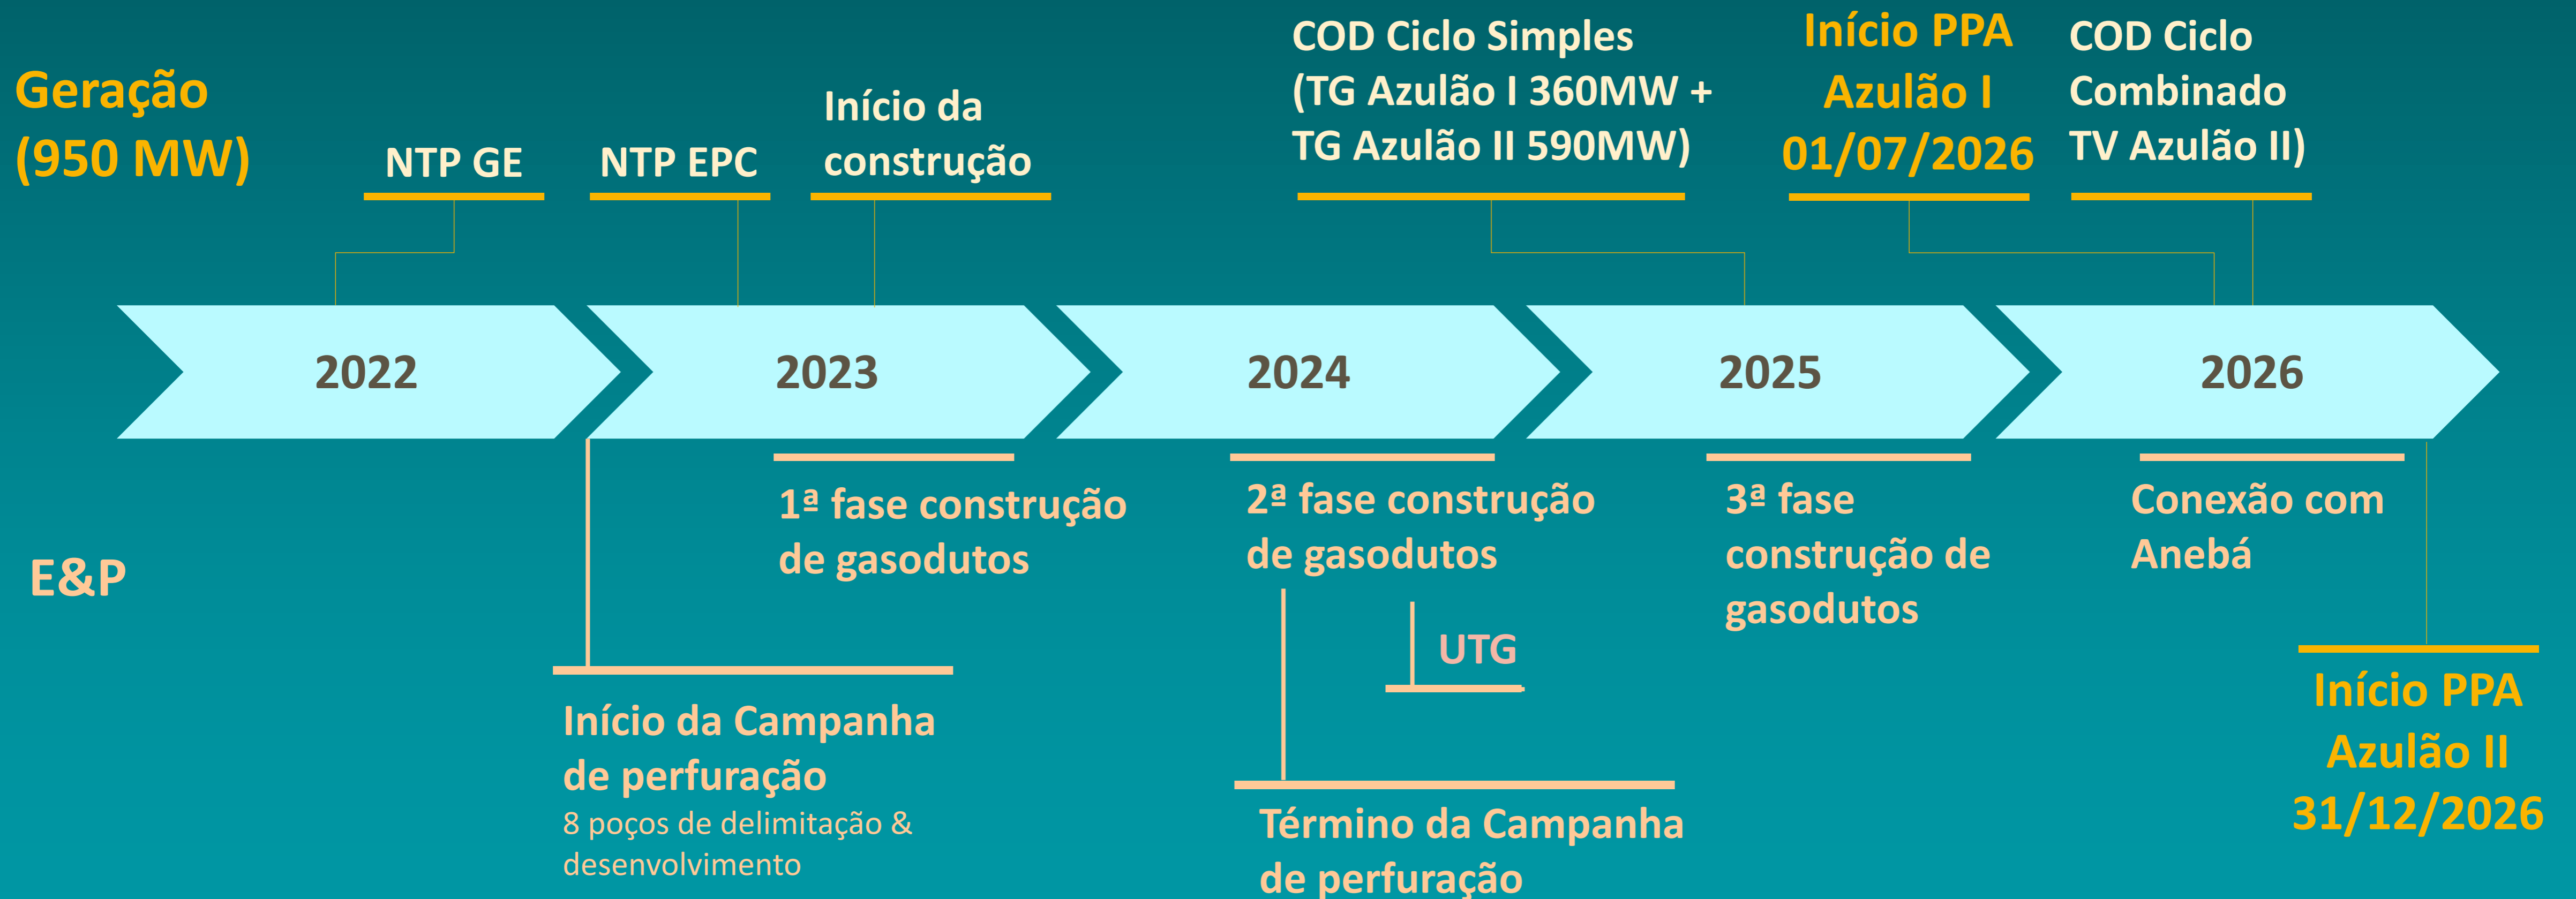 Geração
(950 MW)
NTP GE
NTP EPC
Início da
construção
COD Ciclo Simples
(TG Azulão I 360MW +
TG Azulão II 590MW)
Início PPA
Azulão I
01/07/2026
COD Ciclo
Combinado
TV Azulão II)
2022
2023
2024
2025
2026
E&P
1ª fase construção
de gasodutos
2ª fase construção
de gasodutos
3ª fase
construção de
gasodutos
Conexão com
Anebá
UTG
Início da Campanha
de perfuração
8 poços de delimitação &
desenvolvimento
Término da Campanha
de perfuração
Início PPA
Azulão II
31/12/2026